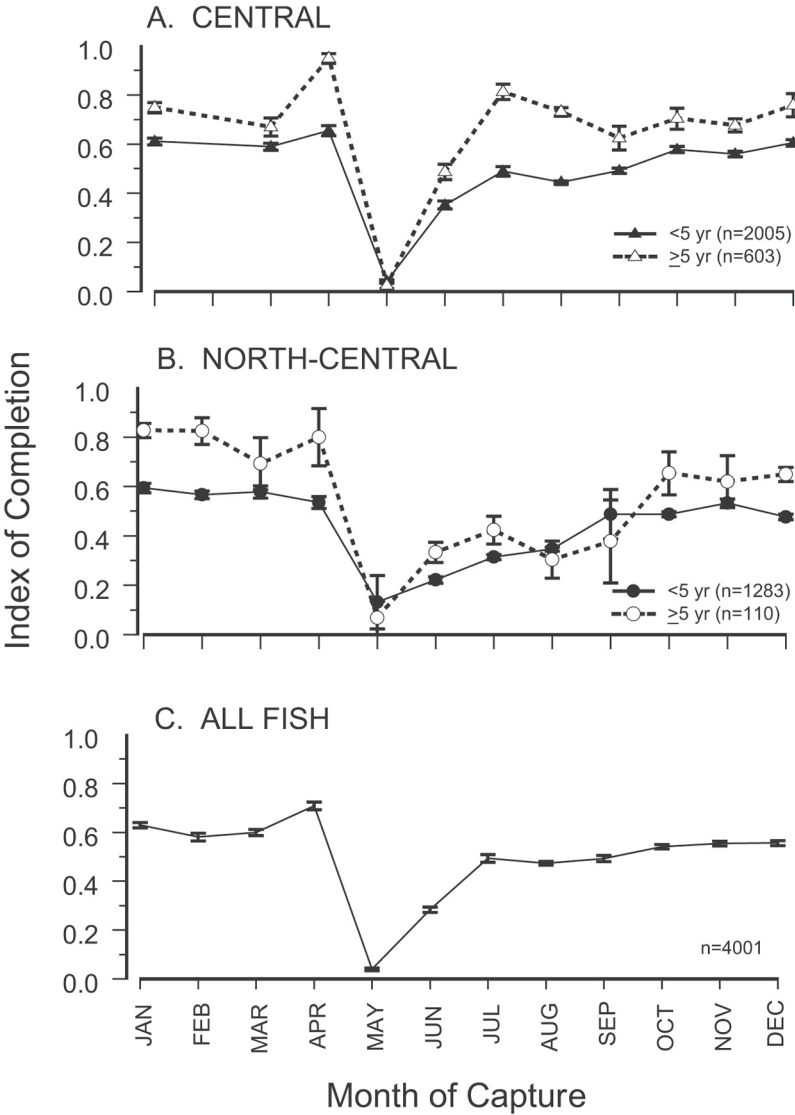 A. CENTRAL
1.0
0.8
0.6
0.4
0.2
0.0
<5 yr (n=2005)
≥5 yr (n=603)
B. NORTH-CENTRAL
1.0
0.8
0.6
0.4
0.2
0.0
<5 yr (n=1283)
≥5 yr (n=110)
Index of Completion
C. ALL FISH
1.0
0.8
0.6
0.4
0.2
0.0
n=4001
JAN
FEB
MAR
APR
MAY
JUN
JUL
AUG
SEP
OCT
NOV
DEC
Month of Capture